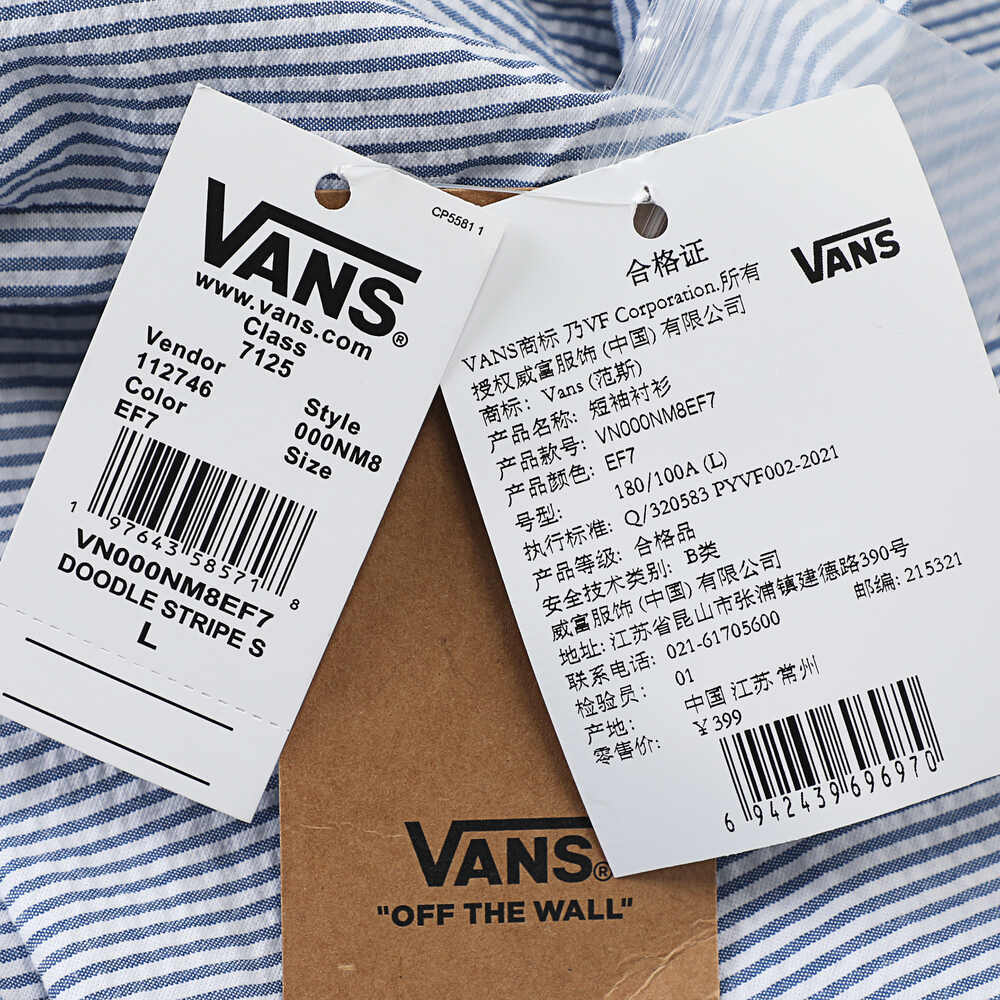 VANS®
www.vans.com
CP5581 1
Class
7125
Vendor
112746
Color
EF7
Style
000NM8
Size
1 97643 58571 8
VN000NM8EF7
DOODLE STRIPE S
L
合格证
VANS
VANS商标 乃VF Corporation.所有
授权威富服饰 (中国) 有限公司
商标: Vans (范斯)
产品名称: 短袖衬衫
产品款号: VN000NM8EF7
产品颜色: EF7
号型: 180/100A (L)
执行标准: Q/320583 PYVF002-2021
产品等级: 合格品
安全技术类别: B类
威富服饰 (中国) 有限公司
地址: 江苏省昆山市张浦镇建德路390号
邮编: 215321
联系电话: 021-61705600
检验员: 01
产地: 中国 江苏 常州
零售价: ¥399
6 942439 696970
VANS®
"OFF THE WALL"